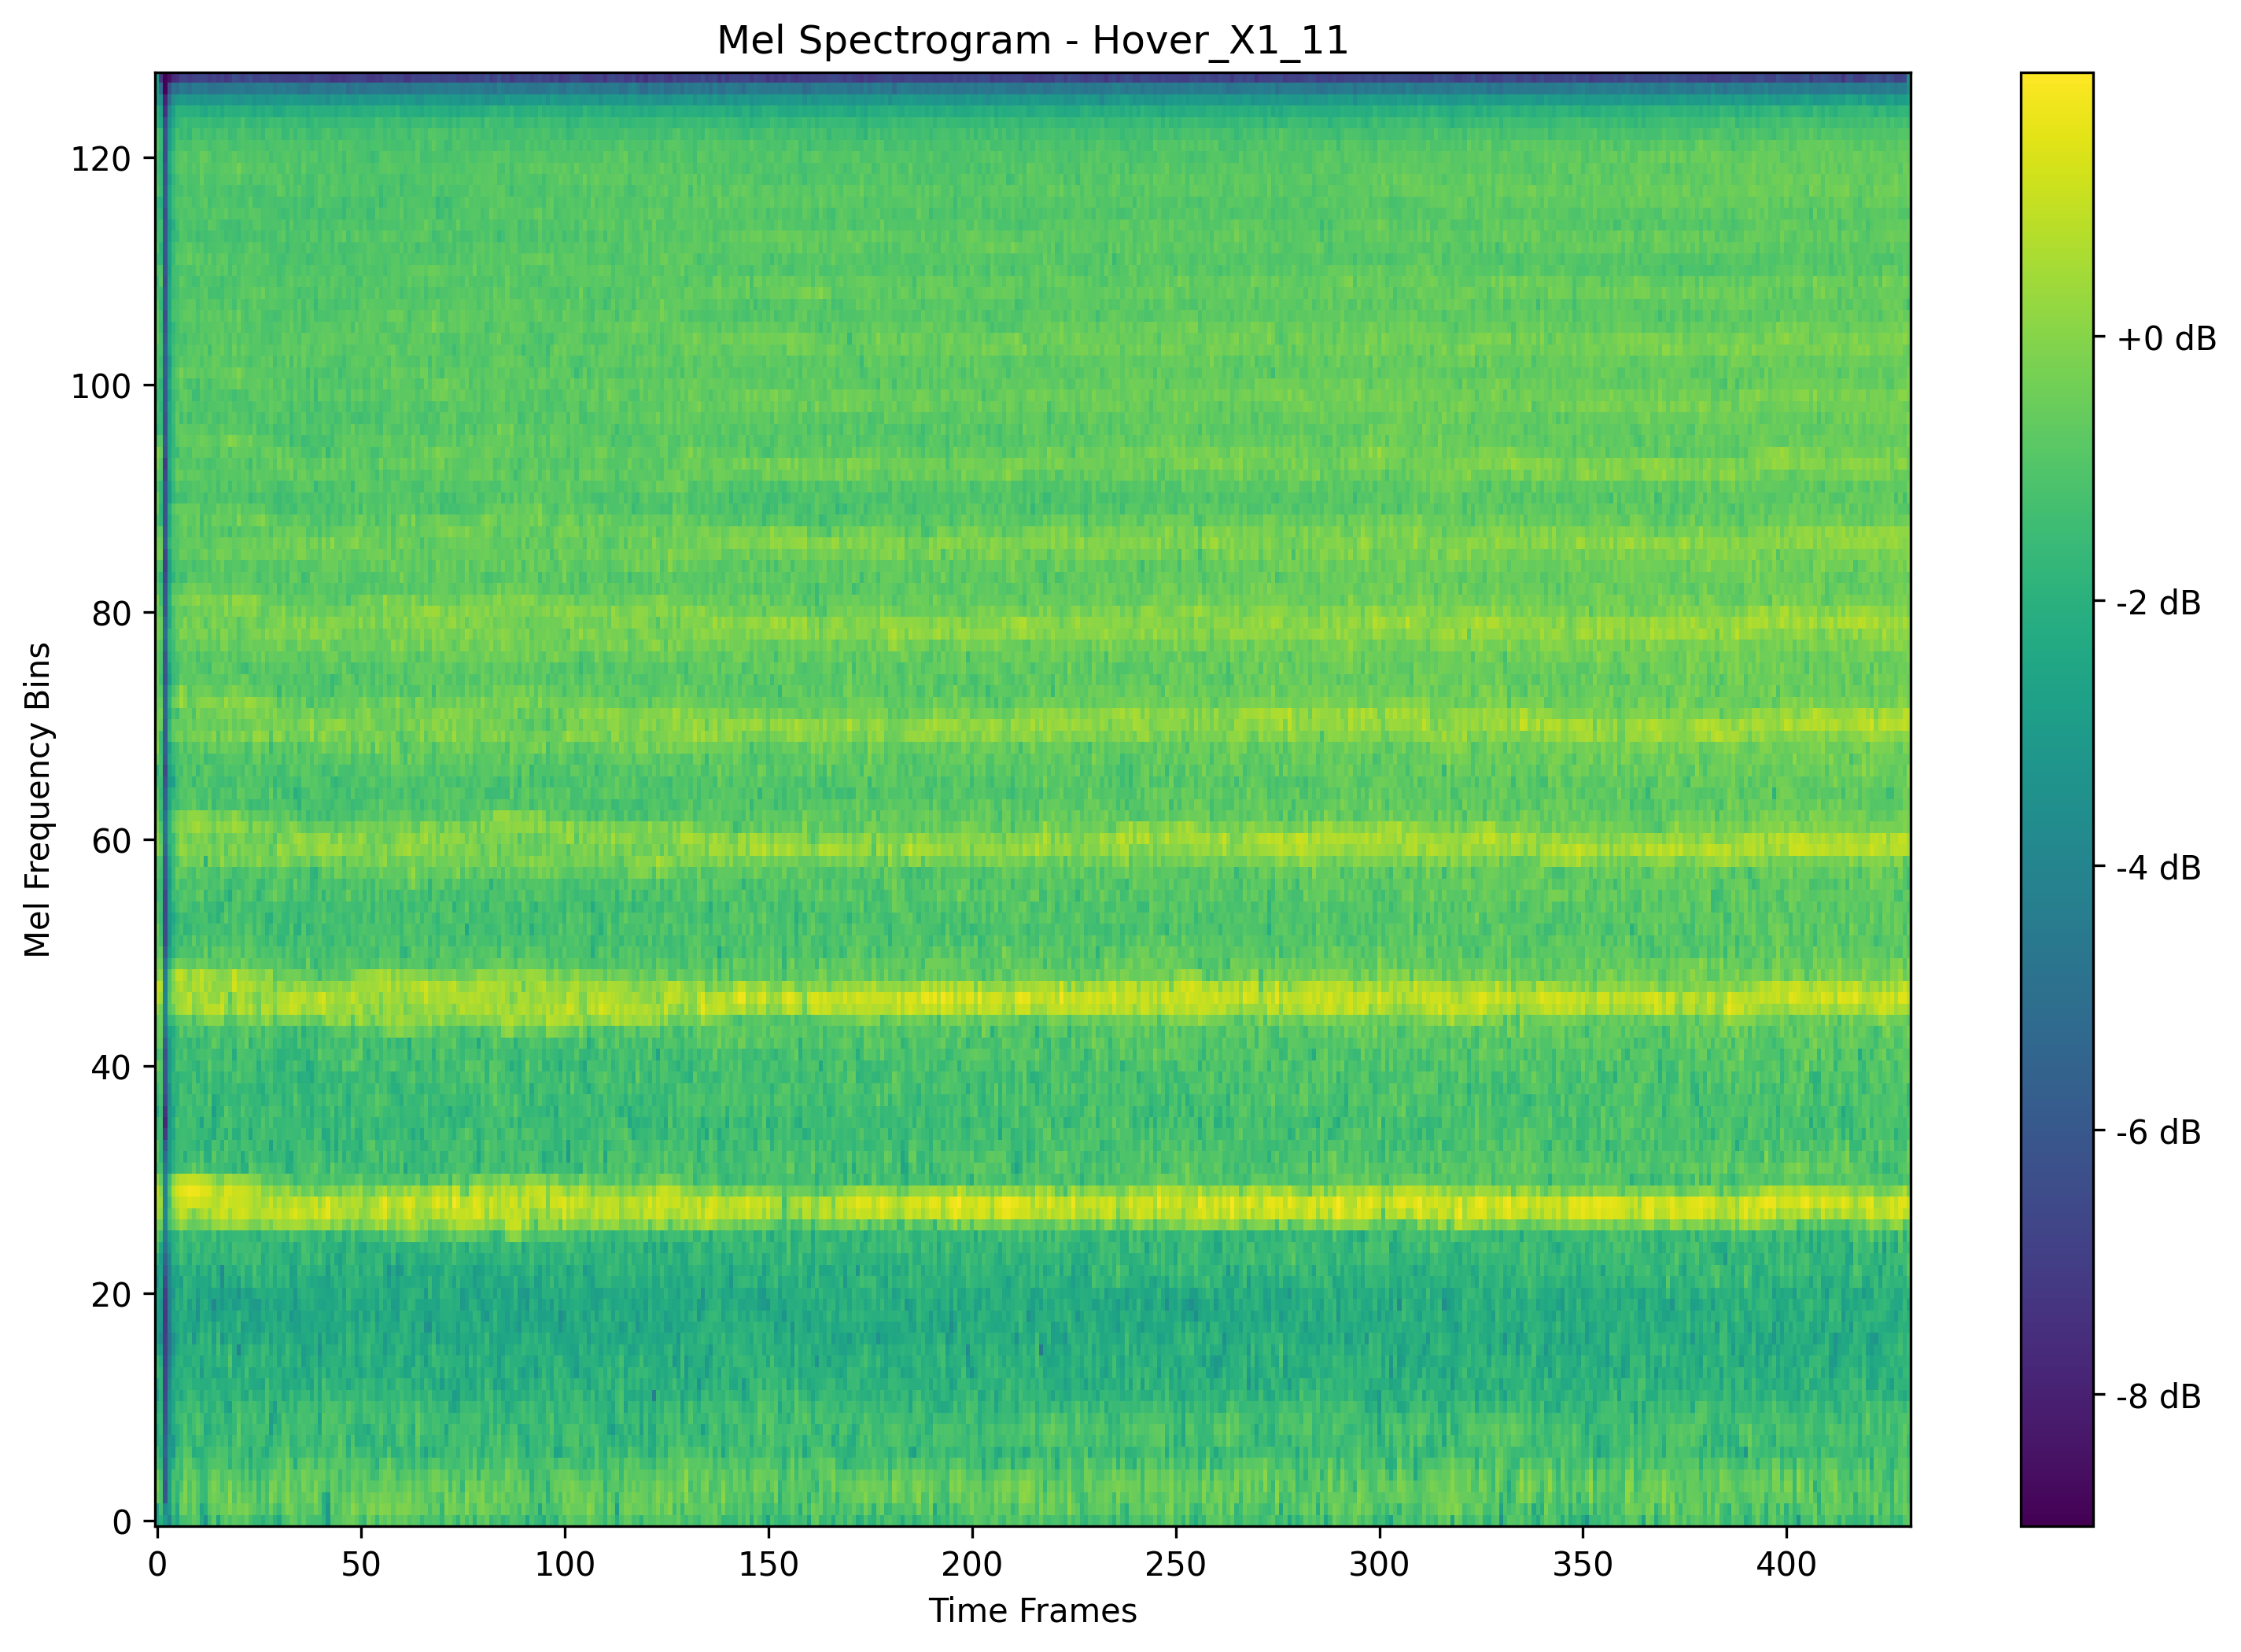 Mel Spectrogram - Hover_X1_11
Mel Frequency Bins
120
100
80
60
40
20
0
0 50 100 150 200 250 300 350 400
Time Frames
+0 dB
-2 dB
-4 dB
-6 dB
-8 dB